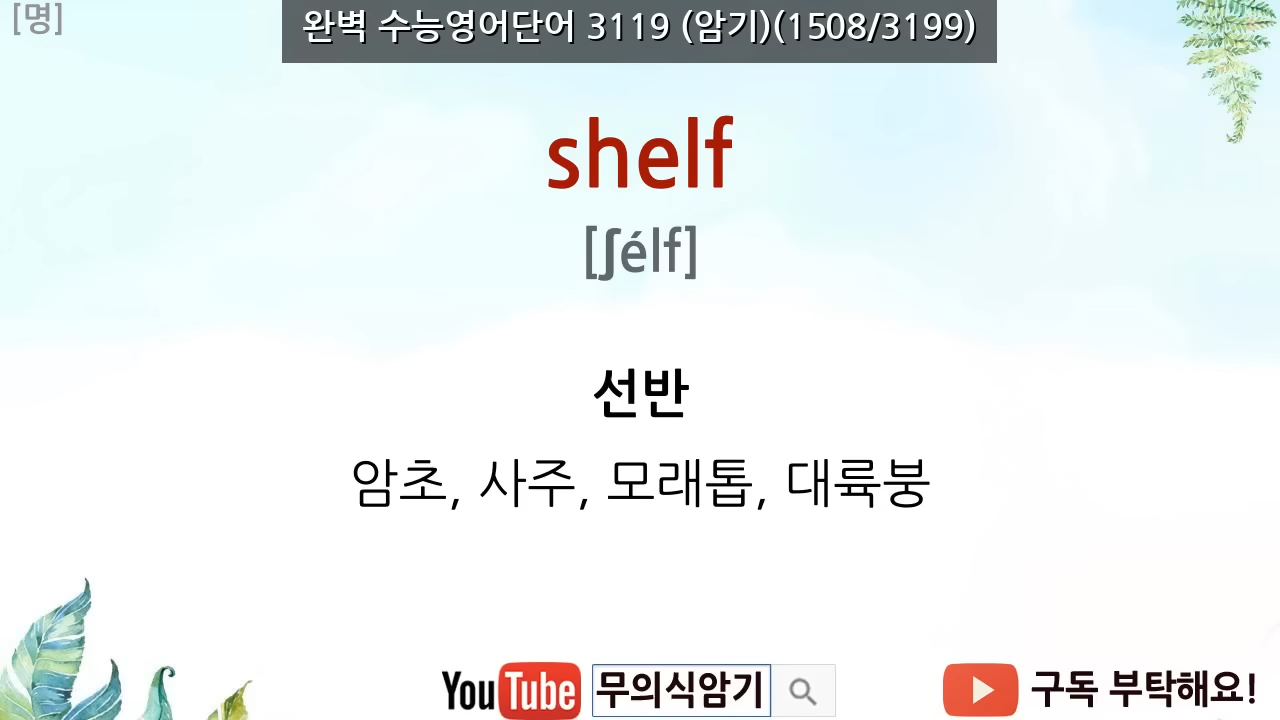 [명]
완벽 수능영어단어 3119 (암기)(1508/3199)
shelf
[ʃélf]
선반
암초, 사주, 모래톱, 대륙붕
YouTube 무의식암기
구독 부탁해요!